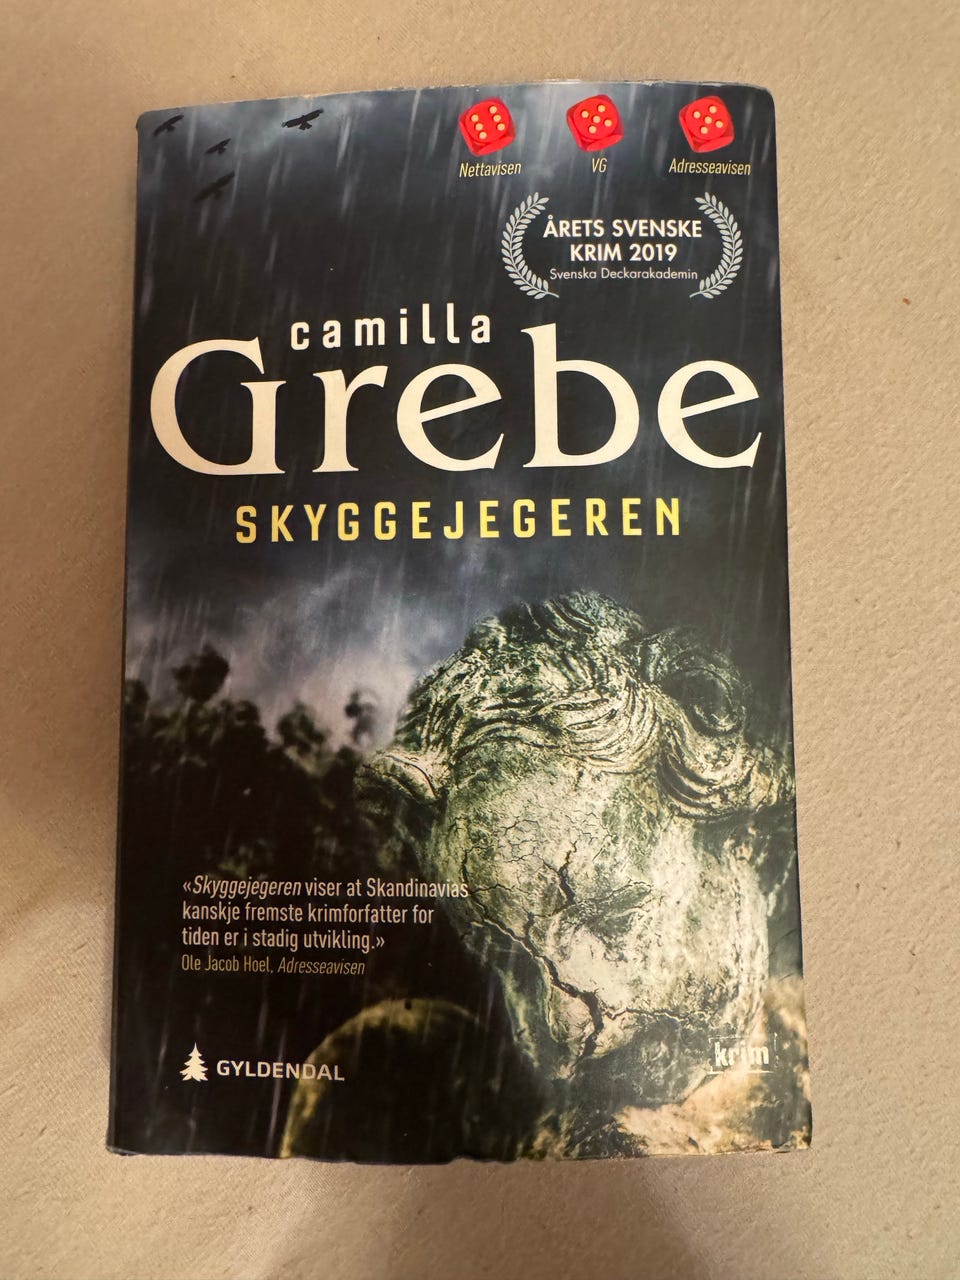 Nettavisen
VG
Adresseavisen
ÅRETS SVENSKE
KRIM 2019
Svenska Deckarakademin
camilla
Grebe
SKYGGEJEGEREN
«Skyggejegeren viser at Skandinavias
kanskje fremste krimforfatter for
tiden er i stadig utvikling.»
Ole Jacob Hoel, Adresseavisen
GYLDENDAL
krim